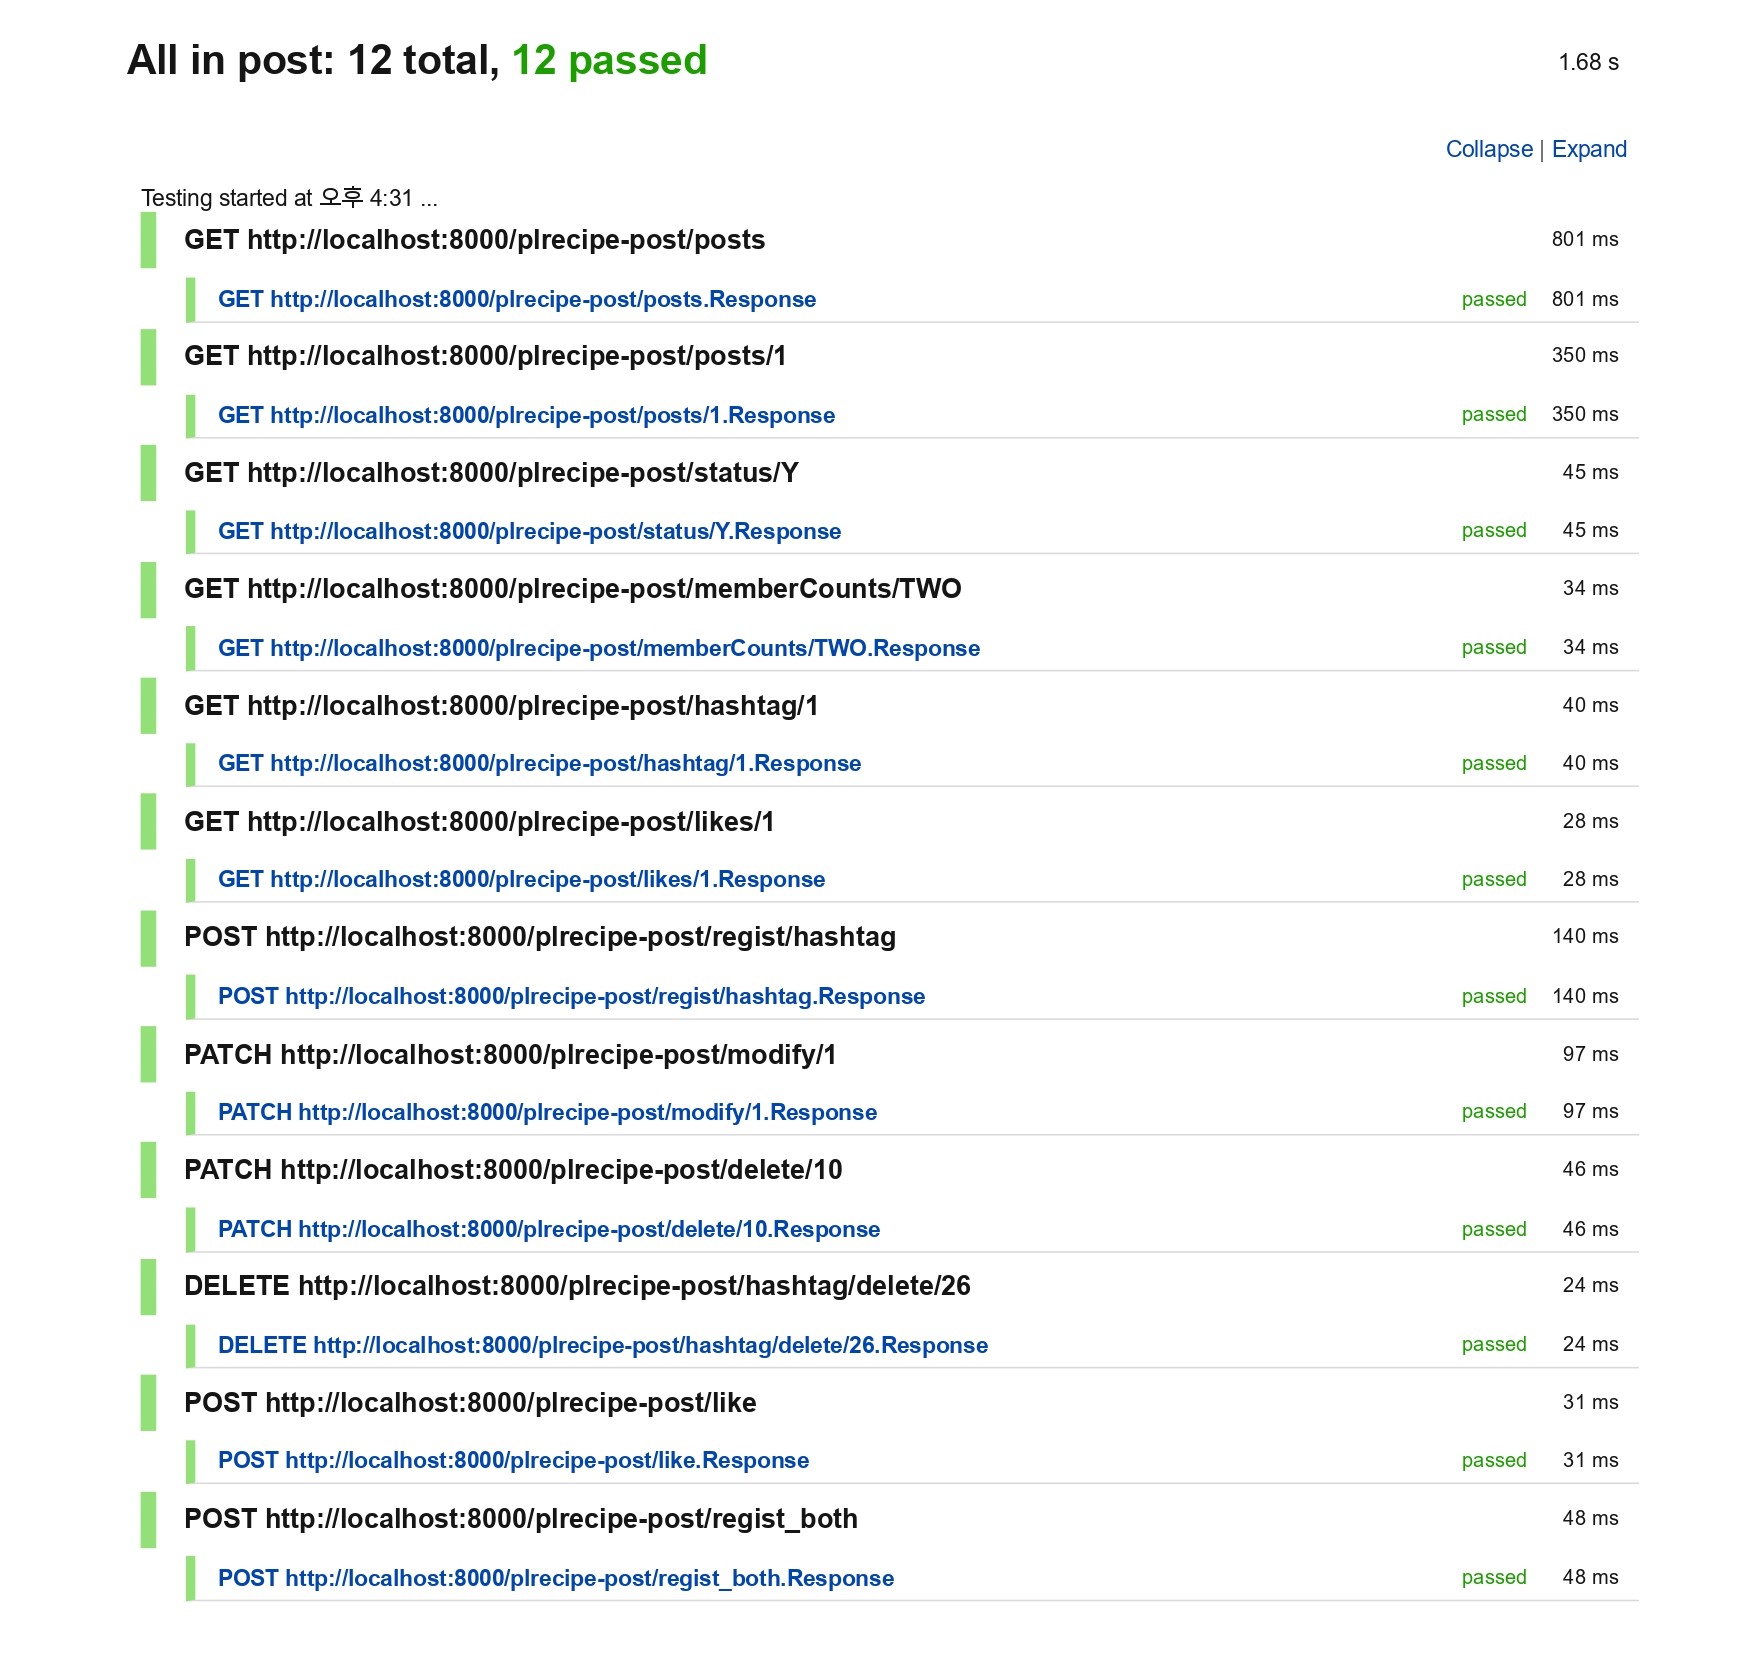 All in post: 12 total, 12 passed 1.68 s
Collapse | Expand
Testing started at 오후 4:31 ...
GET http://localhost:8000/plrecipe-post/posts 801 ms
GET http://localhost:8000/plrecipe-post/posts.Response passed 801 ms
GET http://localhost:8000/plrecipe-post/posts/1 350 ms
GET http://localhost:8000/plrecipe-post/posts/1.Response passed 350 ms
GET http://localhost:8000/plrecipe-post/status/Y 45 ms
GET http://localhost:8000/plrecipe-post/status/Y.Response passed 45 ms
GET http://localhost:8000/plrecipe-post/memberCounts/TWO 34 ms
GET http://localhost:8000/plrecipe-post/memberCounts/TWO.Response passed 34 ms
GET http://localhost:8000/plrecipe-post/hashtag/1 40 ms
GET http://localhost:8000/plrecipe-post/hashtag/1.Response passed 40 ms
GET http://localhost:8000/plrecipe-post/likes/1 28 ms
GET http://localhost:8000/plrecipe-post/likes/1.Response passed 28 ms
POST http://localhost:8000/plrecipe-post/regist/hashtag 140 ms
POST http://localhost:8000/plrecipe-post/regist/hashtag.Response passed 140 ms
PATCH http://localhost:8000/plrecipe-post/modify/1 97 ms
PATCH http://localhost:8000/plrecipe-post/modify/1.Response passed 97 ms
PATCH http://localhost:8000/plrecipe-post/delete/10 46 ms
PATCH http://localhost:8000/plrecipe-post/delete/10.Response passed 46 ms
DELETE http://localhost:8000/plrecipe-post/hashtag/delete/26 24 ms
DELETE http://localhost:8000/plrecipe-post/hashtag/delete/26.Response passed 24 ms
POST http://localhost:8000/plrecipe-post/like 31 ms
POST http://localhost:8000/plrecipe-post/like.Response passed 31 ms
POST http://localhost:8000/plrecipe-post/regist_both 48 ms
POST http://localhost:8000/plrecipe-post/regist_both.Response passed 48 ms